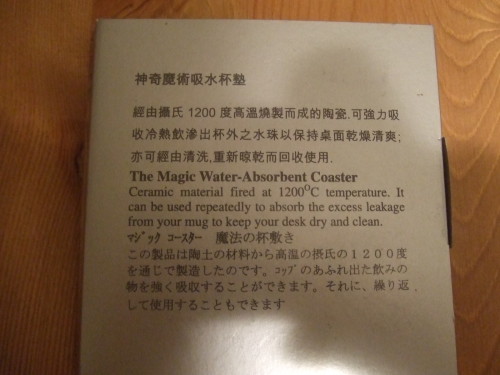 神奇魔術吸水杯墊
經由攝氏 1200 度高溫燒製而成的陶瓷.可強力吸
收冷熱飲滲出杯外之水珠以保持桌面乾燥清爽;
亦可經由清洗,重新晾乾而回收使用.
The Magic Water-Absorbent Coaster
Ceramic material fired at 1200°C temperature. It
can be used repeatedly to absorb the excess leakage
from your mug to keep your desk dry and clean.
ﾏｼﾞｯｸ ｺｰｽﾀｰ 魔法の杯敷き
この製品は陶土の材料から高温の摂氏の１２００度
を通じで製造したのです。ｺｯﾌﾟのあふれ出た飲みの
物を強く吸収することができます。それに、繰り返
して使用することもできます